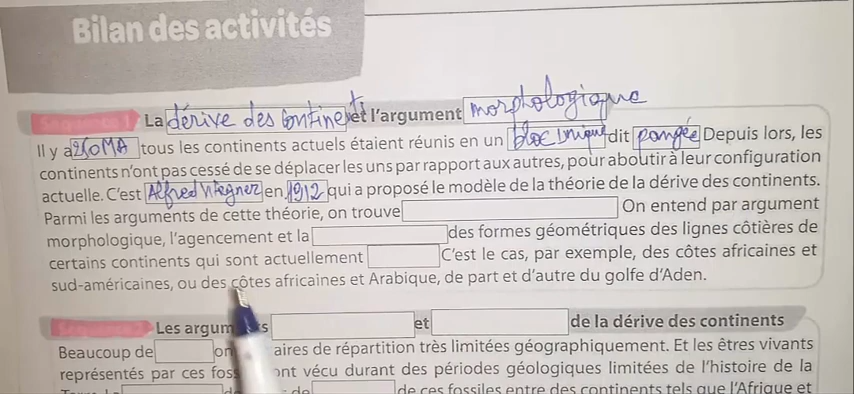 Bilan des activités
La dérive des continents et l'argument morphologique
Il y a 250MA tous les continents actuels étaient réunis en un bloc unique dit pangée Depuis lors, les
continents n'ont pas cessé de se déplacer les uns par rapport aux autres, pour aboutir à leur configuration
actuelle. C'est Alfred Wegner en 1912 qui a proposé le modèle de la théorie de la dérive des continents.
Parmi les arguments de cette théorie, on trouve On entend par argument
morphologique, l'agencement et la des formes géométriques des lignes côtières de
certains continents qui sont actuellement C'est le cas, par exemple, des côtes africaines et
sud-américaines, ou des côtes africaines et Arabique, de part et d'autre du golfe d'Aden.
Les argum s et de la dérive des continents
Beaucoup de on aires de répartition très limitées géographiquement. Et les êtres vivants
représentés par ces foss ont vécu durant des périodes géologiques limitées de l'histoire de la
de ces fossiles entre des continents tels que l'Afrique et